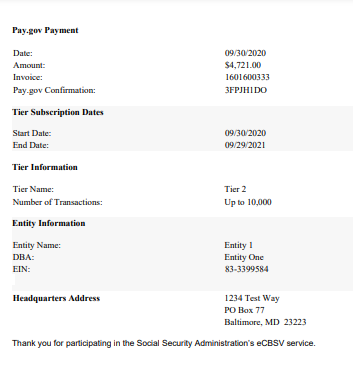 Pay.gov Payment
Date: 09/30/2020
Amount: $4,721.00
Invoice: 1601600333
Pay.gov Confirmation: 3FPJH1DO
Tier Subscription Dates
Start Date: 09/30/2020
End Date: 09/29/2021
Tier Information
Tier Name: Tier 2
Number of Transactions: Up to 10,000
Entity Information
Entity Name: Entity 1
DBA: Entity One
EIN: 83-3399584
Headquarters Address 1234 Test Way
PO Box 77
Baltimore, MD 23223
Thank you for participating in the Social Security Administration's eCBSV service.